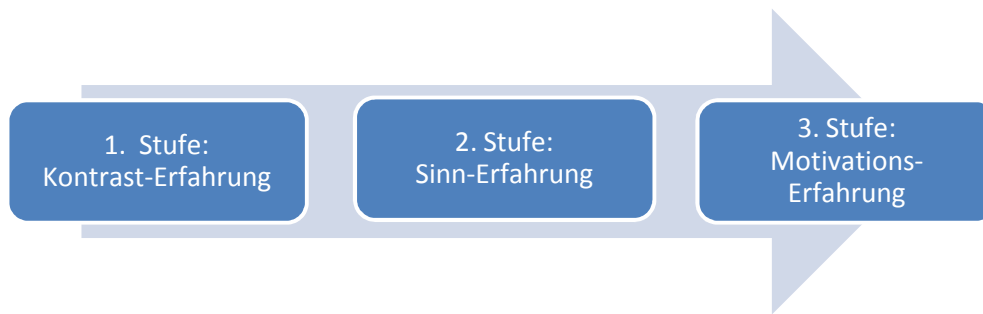 1. Stufe:
Kontrast-Erfahrung
2. Stufe:
Sinn-Erfahrung
3. Stufe:
Motivations-
Erfahrung